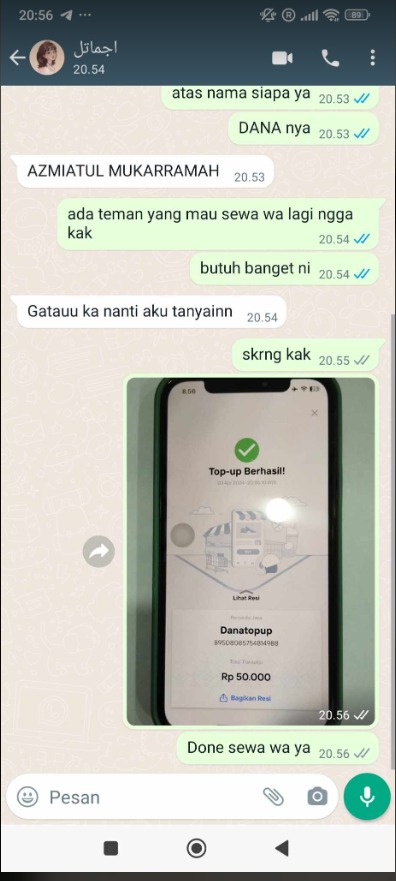 20:56
89
اجماتل
20.54
atas nama siapa ya 20.53
DANA nya 20.53
AZMIATUL MUKARRAMAH 20.53
ada teman yang mau sewa wa lagi ngga
kak 20.54
butuh banget ni 20.54
Gatauu ka nanti aku tanyainn 20.54
skrng kak 20.55
8.56
Top-up Berhasil!
Lihat Resi
Danatopup
Rp 50.000
Bagikan Resi
20.56
Done sewa wa ya 20.56
Pesan